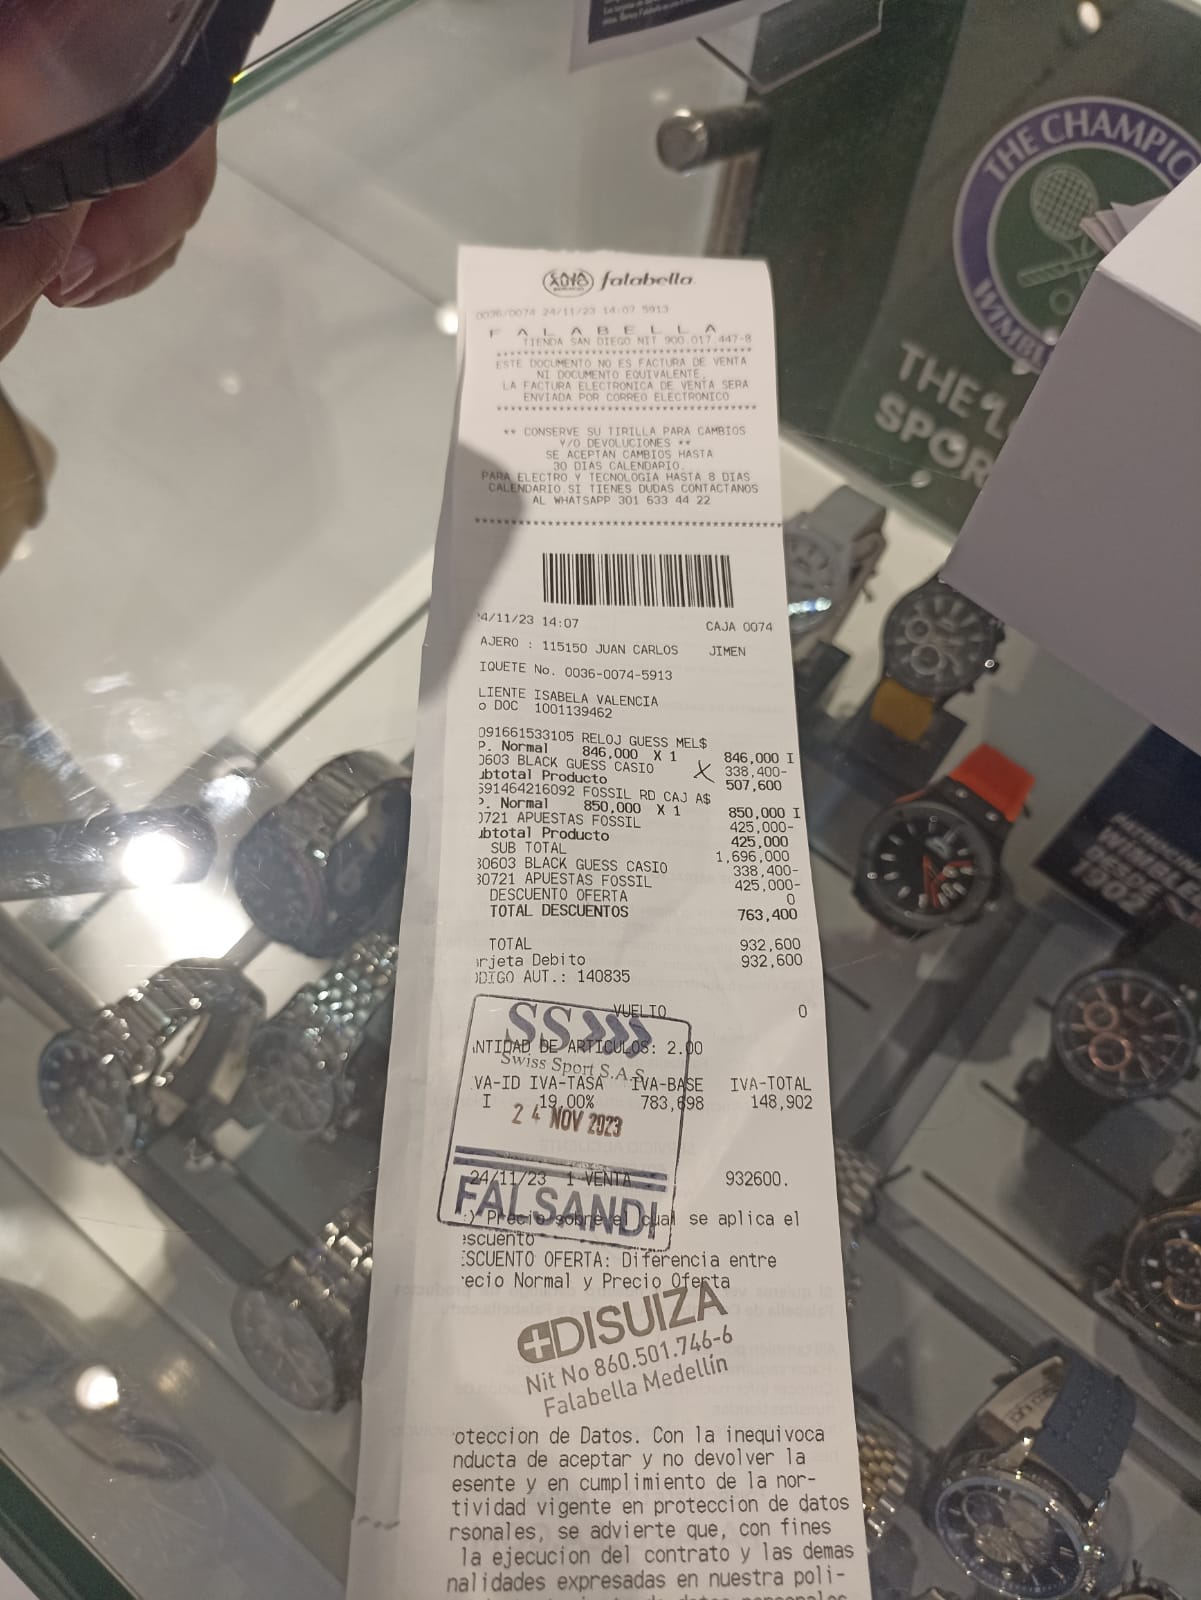 falabella
0036/0074 24/11/23 14:07 5913
F A L A B E L L A
TIENDA SAN DIEGO NIT 900.017.447-8
ESTE DOCUMENTO NO ES FACTURA DE VENTA
NI DOCUMENTO EQUIVALENTE.
LA FACTURA ELECTRONICA DE VENTA SERA
ENVIADA POR CORREO ELECTRONICO
** CONSERVE SU TIRILLA PARA CAMBIOS
Y/O DEVOLUCIONES **
SE ACEPTAN CAMBIOS HASTA
30 DIAS CALENDARIO.
PARA ELECTRO Y TECNOLOGIA HASTA 8 DIAS
CALENDARIO.SI TIENES DUDAS CONTACTANOS
AL WHATSAPP 301 633 44 22
4/11/23 14:07 CAJA 0074
AJERO : 115150 JUAN CARLOS JIMEN
IQUETE No. 0036-0074-5913
LIENTE ISABELA VALENCIA
o DOC 1001139462
091661533105 RELOJ GUESS MEL$
P. Normal 846,000 X 1 846,000 I
0603 BLACK GUESS CASIO 338,400-
ubtotal Producto 507,600
691464216092 FOSSIL RD CAJ A$
P. Normal 850,000 X 1 850,000 I
0721 APUESTAS FOSSIL 425,000-
ubtotal Producto 425,000
SUB TOTAL 1,696,000
30603 BLACK GUESS CASIO 338,400-
30721 APUESTAS FOSSIL 425,000-
DESCUENTO OFERTA 0
TOTAL DESCUENTOS 763,400
TOTAL 932,600
arjeta Debito 932,600
ODIGO AUT.: 140835
VUELTO 0
SS
ANTIDAD DE ARTICULOS: 2.00
Swiss Sport S.A.S
VA-ID IVA-TASA IVA-BASE IVA-TOTAL
I 19,00% 783,698 148,902
24 NOV 2023
24/11/23 1 VENTA 932600.
FALSANDI
:) Precio sobre el cual se aplica el
escuento
ESCUENTO OFERTA: Diferencia entre
recio Normal y Precio Oferta
DISUIZA
Nit No 860.501.746-6
Falabella Medellín
oteccion de Datos. Con la inequivoca
nducta de aceptar y no devolver la
esente y en cumplimiento de la nor-
tividad vigente en proteccion de datos
rsonales, se advierte que, con fines
la ejecucion del contrato y las demas
nalidades expresadas en nuestra poli-
THE CHAMPIO
WIMBL
THE
SPOR
WIMBLE
DESDE
1902